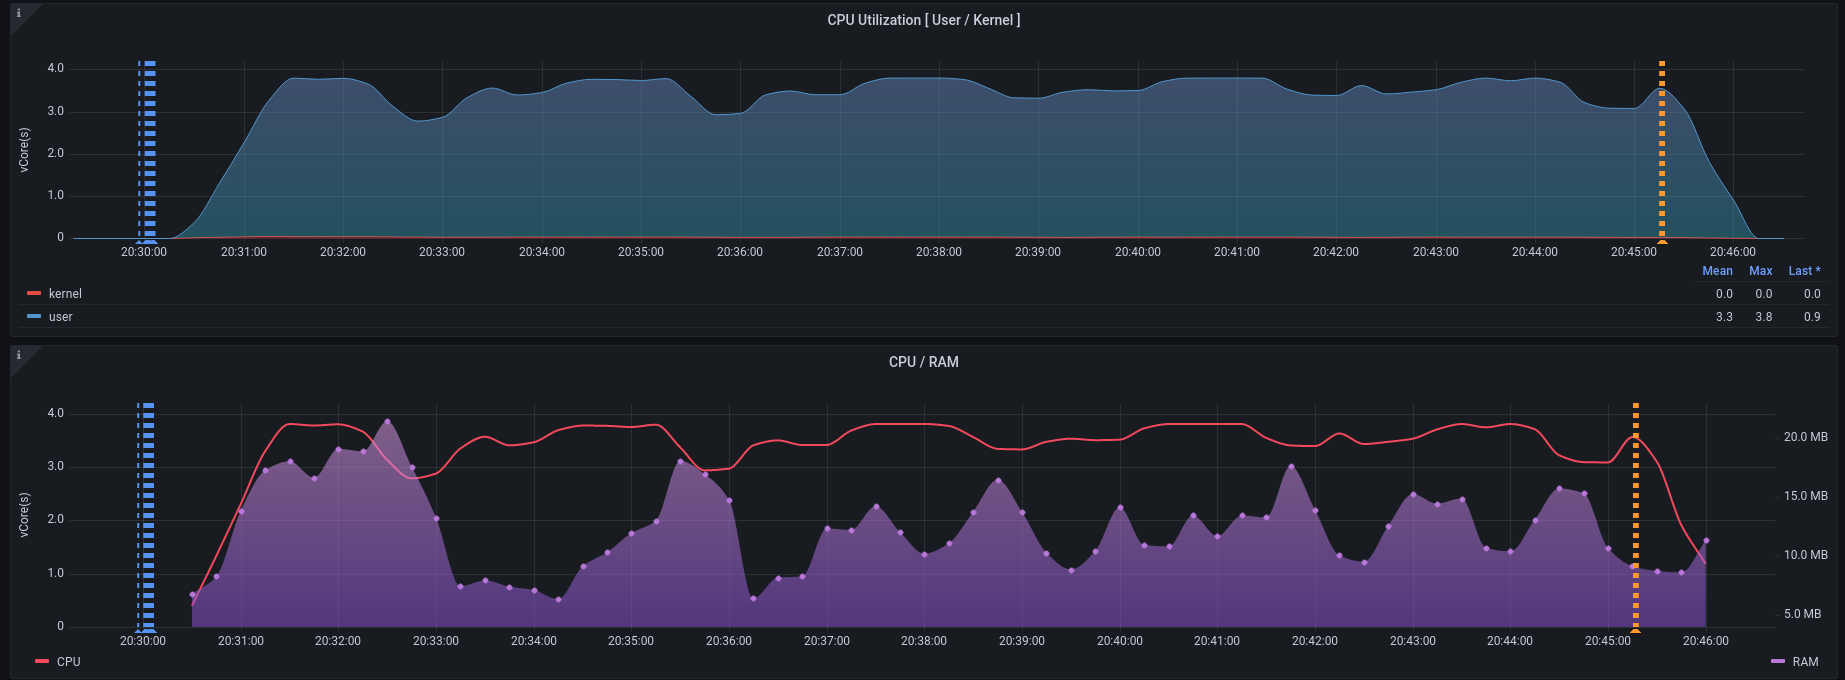 i
CPU Utilization [ User / Kernel ]
4.0
3.0
2.0
1.0
0
vCore(s)
20:30:00 20:31:00 20:32:00 20:33:00 20:34:00 20:35:00 20:36:00 20:37:00 20:38:00 20:39:00 20:40:00 20:41:00 20:42:00 20:43:00 20:44:00 20:45:00 20:46:00
Mean Max Last *
kernel 0.0 0.0 0.0
user 3.3 3.8 0.9
i
CPU / RAM
4.0
3.0
2.0
1.0
0
vCore(s)
20.0 MB
15.0 MB
10.0 MB
5.0 MB
20:30:00 20:31:00 20:32:00 20:33:00 20:34:00 20:35:00 20:36:00 20:37:00 20:38:00 20:39:00 20:40:00 20:41:00 20:42:00 20:43:00 20:44:00 20:45:00 20:46:00
CPU RAM